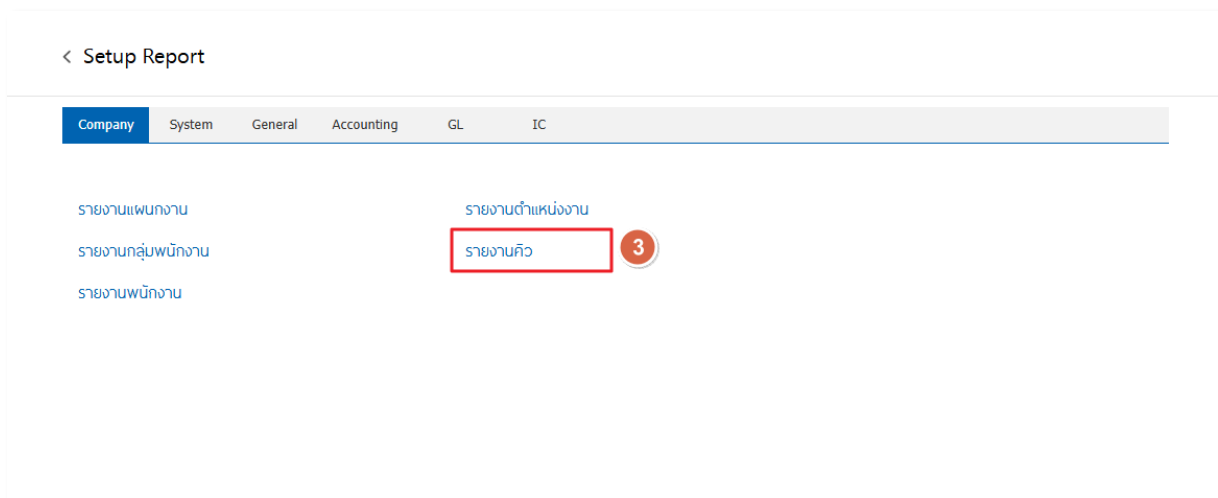 < Setup Report
Company System General Accounting GL IC
รายงานแผนกงาน รายงานตำแหน่งงาน
รายงานกลุ่มพนักงาน รายงานคิว 3
รายงานพนักงาน